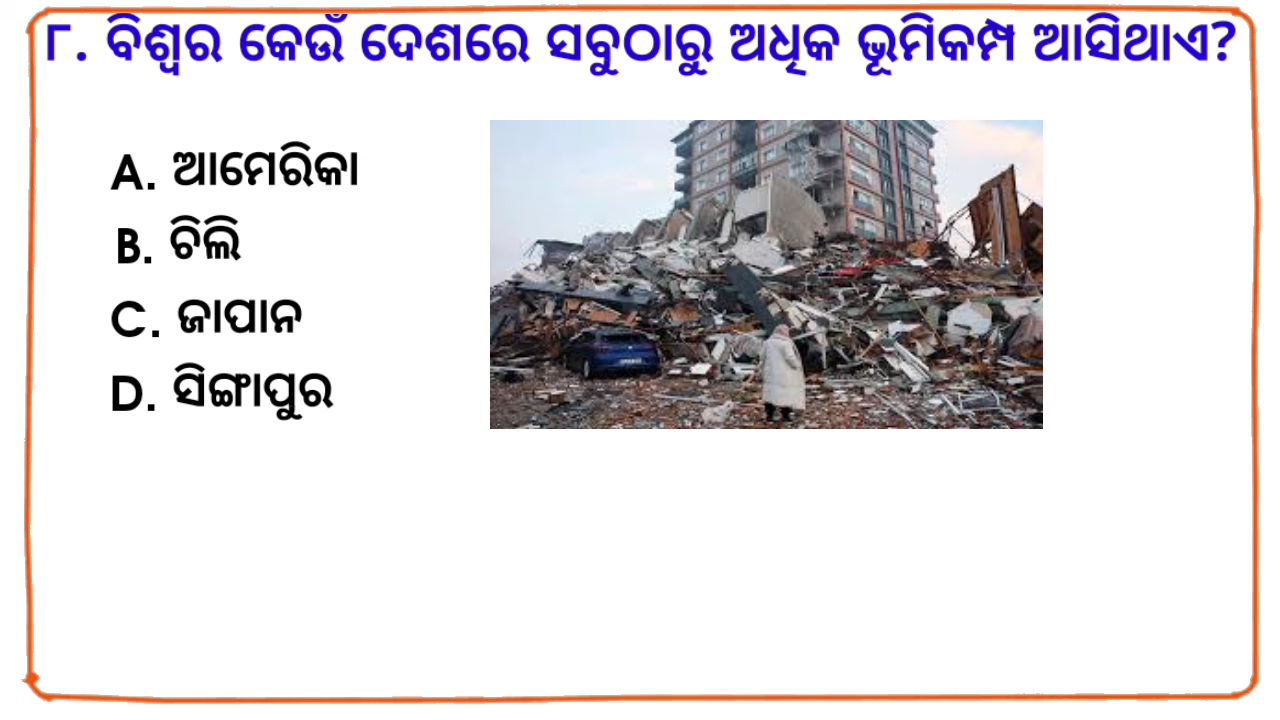 ୮. ବିଶ୍ୱର କେଉଁ ଦେଶରେ ସବୁଠାରୁ ଅଧିକ ଭୂମିକମ୍ପ ଆସିଥାଏ?
A. ଆମେରିକା
B. ଚିଲି
C. ଜାପାନ
D. ସିଙ୍ଗାପୁର